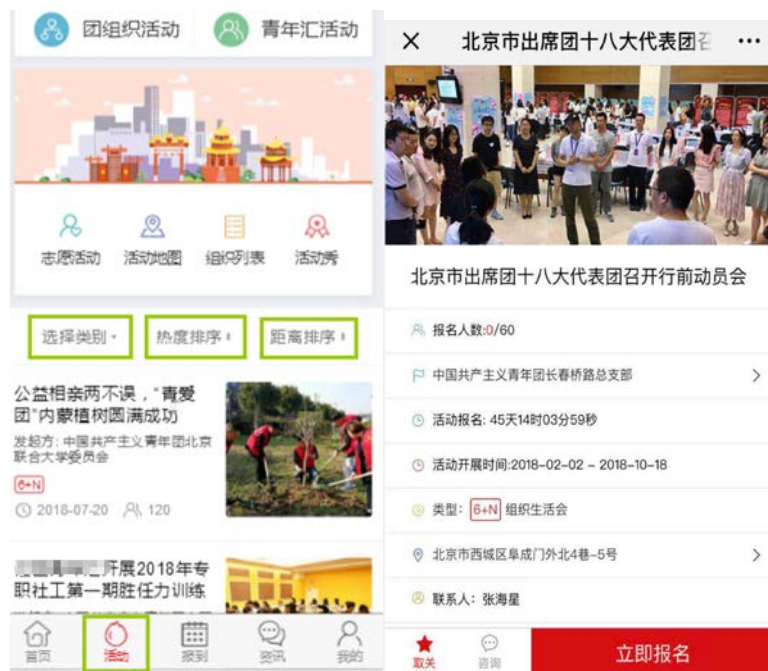 团组织活动
青年汇活动
志愿活动
活动地图
组织列表
活动秀
选择类别
热度排序
距离排序
公益相亲两不误，“青爱
团”内蒙植树圆满成功
发起方: 中国共产主义青年团北京
联合大学委员会
6+N
2018-07-20
120
开展2018年专
职社工第一期胜任力训练
首页
活动
报到
资讯
我的
北京市出席团十八大代表团召
北京市出席团十八大代表团召开行前动员会
报名人数:0/60
中国共产主义青年团长春桥路总支部
活动报名: 45天14时03分59秒
活动开展时间:2018-02-02 - 2018-10-18
类型: 6+N 组织生活会
北京市西城区阜成门外北4巷-5号
联系人: 张海星
取关
咨询
立即报名